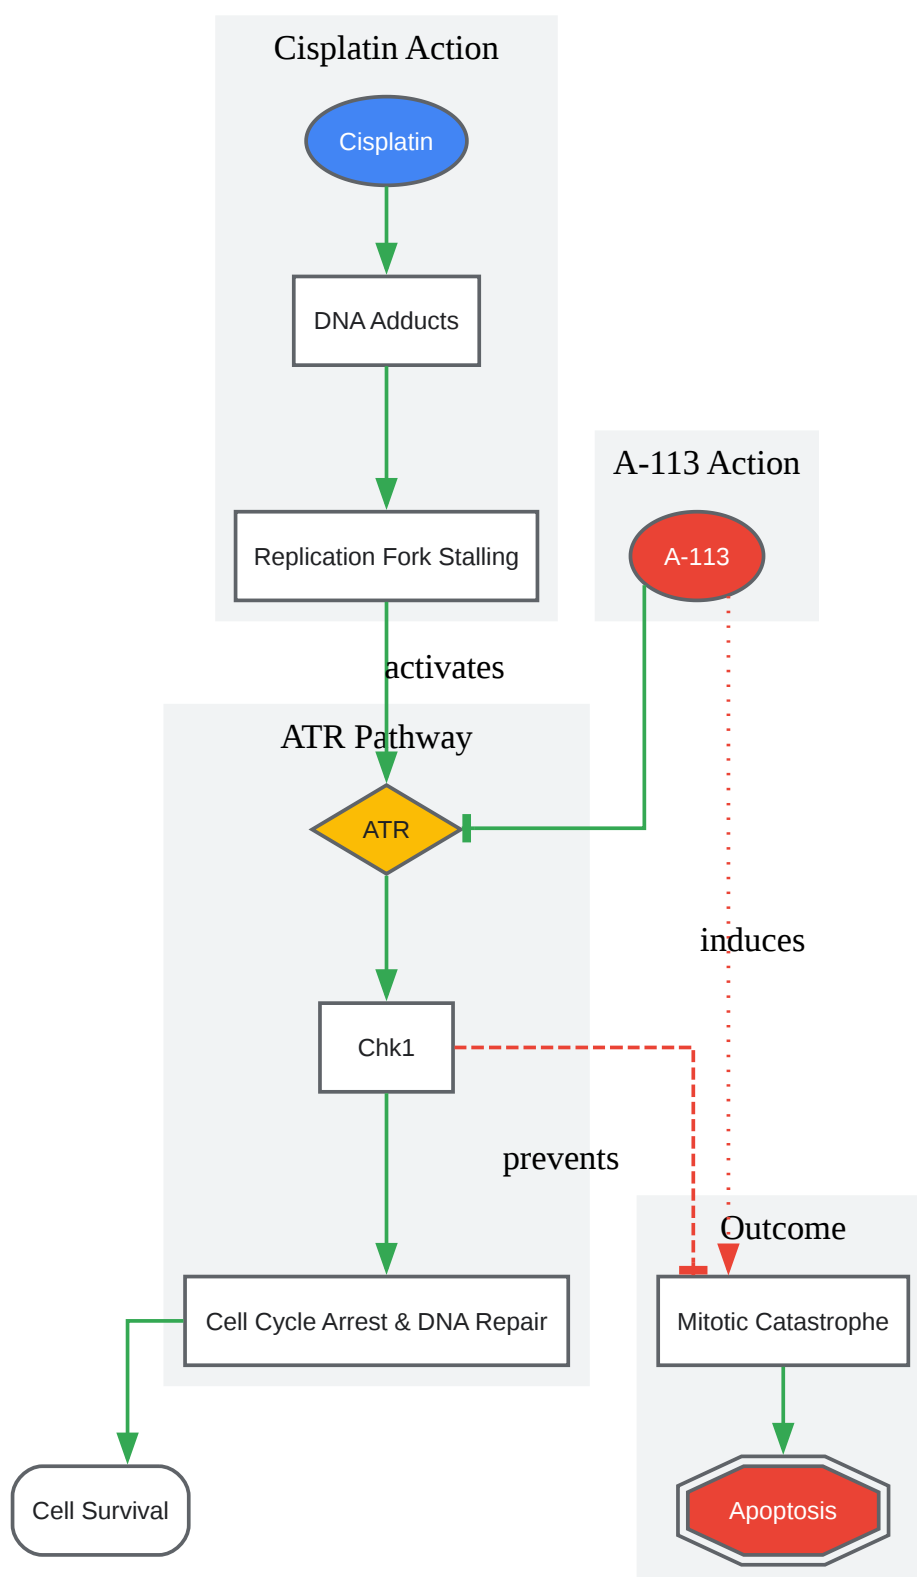 Cisplatin Action
Cisplatin
DNA Adducts
A-113 Action
Replication Fork Stalling
A-113
activates
ATR Pathway
ATR
induces
Chk1
prevents
Outcome
Cell Cycle Arrest & DNA Repair
Mitotic Catastrophe
Cell Survival
Apoptosis